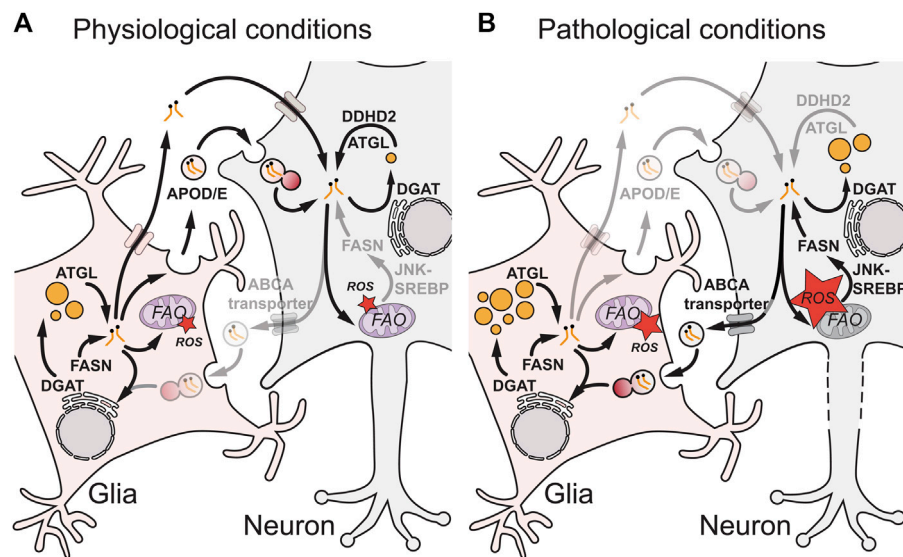 A Physiological conditions
DDHD2
ATGL
APOD/E
DGAT
FASN
JNK-
SREBP
ATGL
ABCA
transporter
ROS
FAO
FAO
ROS
FASN
DGAT
Glia
Neuron
B Pathological conditions
DDHD2
ATGL
APOD/E
DGAT
FASN
JNK-
SREBP
ATGL
ABCA
transporter
ROS
FAO
FAO
ROS
FASN
DGAT
Glia
Neuron